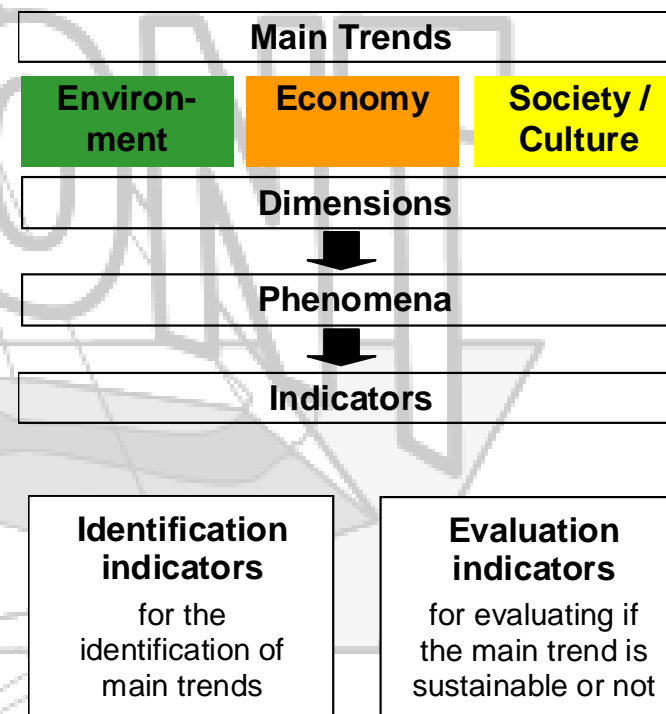 Main Trends
Environ-
ment
Economy
Society /
Culture
Dimensions
Phenomena
Indicators
Identification
indicators
for the
identification of
main trends
Evaluation
indicators
for evaluating if
the main trend is
sustainable or not